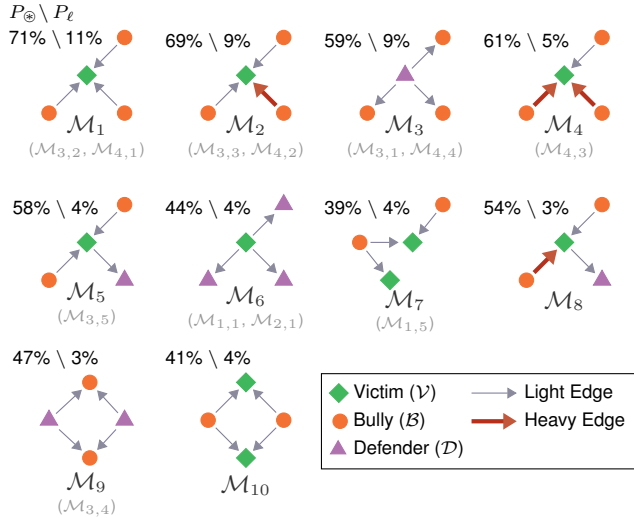 P⊛ \ Pℓ
71% \ 11%
69% \ 9%
59% \ 9%
61% \ 5%
M1
M2
M3
M4
(M3,2, M4,1)
(M3,3, M4,2)
(M3,1, M4,4)
(M4,3)
58% \ 4%
44% \ 4%
39% \ 4%
54% \ 3%
M5
M6
M7
M8
(M3,5)
(M1,1, M2,1)
(M1,5)
47% \ 3%
41% \ 4%
M9
M10
(M3,4)
Victim (V)
Light Edge
Bully (B)
Heavy Edge
Defender (D)